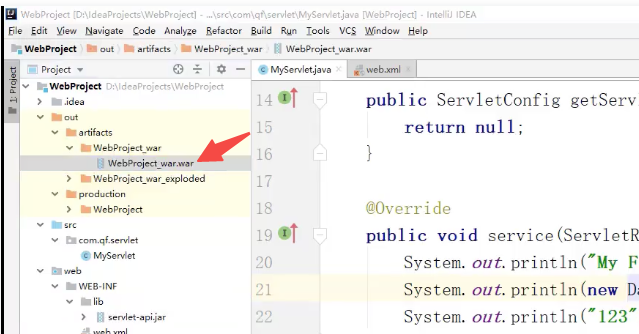 WebProject [D:\IdeaProjects\WebProject] - ...\src\com\qf\servlet\MyServlet.java [WebProject] - IntelliJ IDEA
File Edit View Navigate Code Analyze Refactor Build Run Tools VCS Window Help
WebProject out artifacts WebProject_war WebProject_war.war
1: Project
Project
WebProject D:\IdeaProjects\WebProject
.idea
out
artifacts
WebProject_war
WebProject_war.war
WebProject_war_exploded
production
WebProject
src
com.qf.servlet
MyServlet
web
WEB-INF
lib
servlet-api.jar
web.xml
MyServlet.java web.xml
14 public ServletConfig getServ
15 return null;
16 }
17
18 @Override
19 public void service(ServletR
20 System.out.println("My F
21 System.out.println(new Da
22 System.out.println("123"